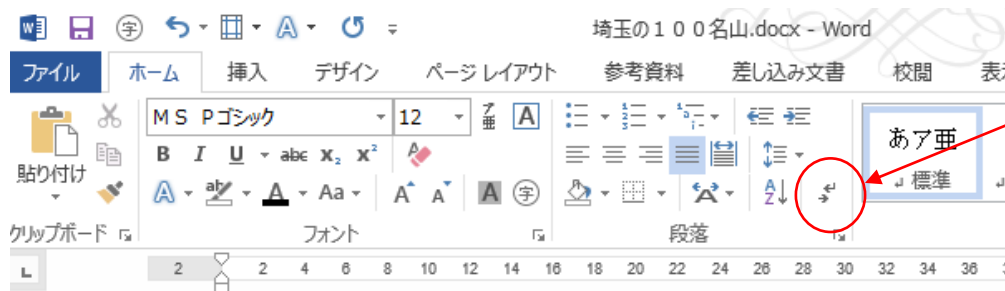 埼玉の１００名山.docx - Word
ファイル ホーム 挿入 デザイン ページ レイアウト 参考資料 差し込み文書 校閲
ＭＳ Ｐゴシック 12 亜 A
貼り付け B I U abc X₂ X² あア亜
A aby A Aa A A A 字 A Z ↵標準
クリップボード フォント 段落
L 2 2 4 6 8 10 12 14 16 18 20 22 24 26 28 30 32 34 36